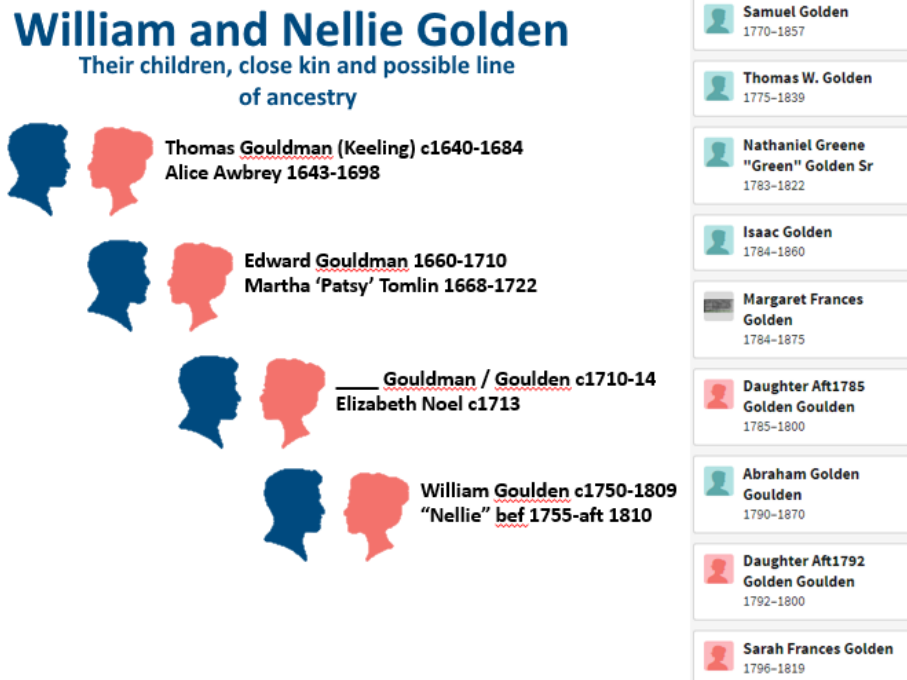 William and Nellie Golden
Their children, close kin and possible line
of ancestry
Thomas Gouldman (Keeling) c1640-1684
Alice Awbrey 1643-1698
Edward Gouldman 1660-1710
Martha ‘Patsy’ Tomlin 1668-1722
____ Gouldman / Goulden c1710-14
Elizabeth Noel c1713
William Goulden c1750-1809
“Nellie” bef 1755-aft 1810
Samuel Golden
1770–1857
Thomas W. Golden
1775–1839
Nathaniel Greene
"Green" Golden Sr
1783–1822
Isaac Golden
1784–1860
Margaret Frances
Golden
1784–1875
Daughter Aft1785
Golden Goulden
1785–1800
Abraham Golden
Goulden
1790–1870
Daughter Aft1792
Golden Goulden
1792–1800
Sarah Frances Golden
1796–1819